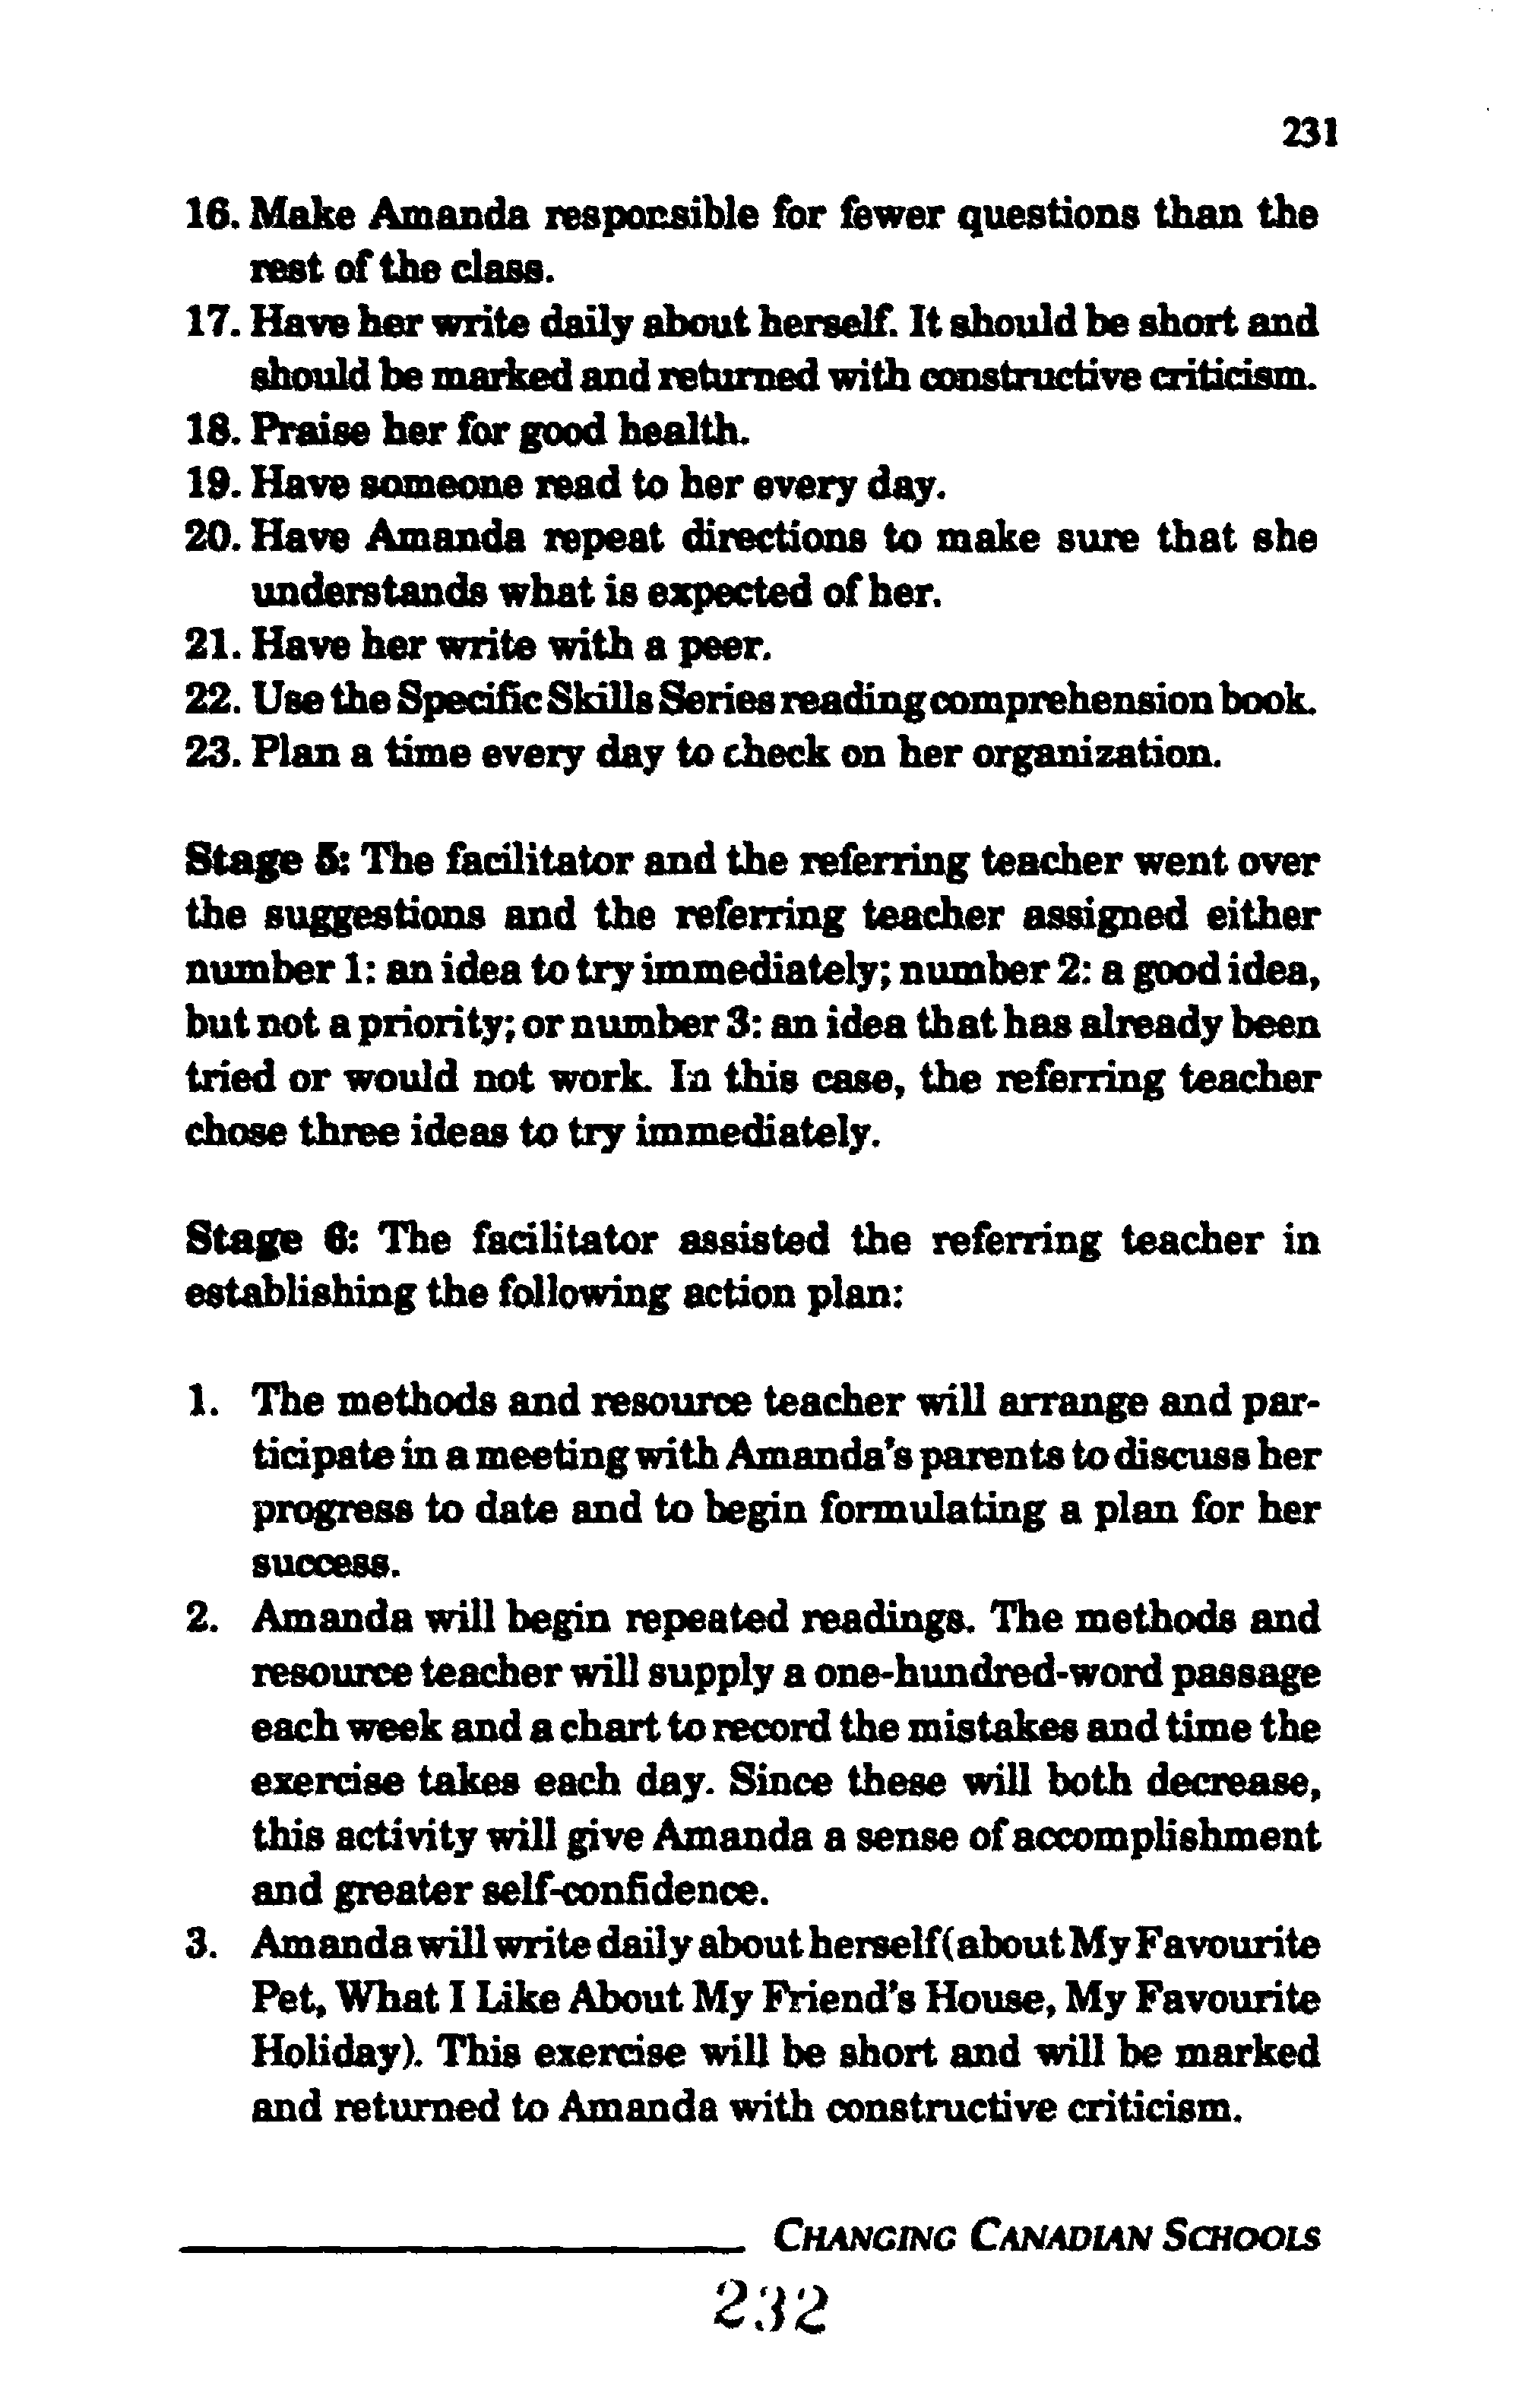 231
16. Make Amanda responsible for fewer questions than the
rest of the class.
17. Have her write daily about herself. It should be short and
should be marked and returned with constructive criticism.
18. Praise her for good health.
19. Have someone read to her every day.
20. Have Amanda repeat directions to make sure that she
understands what is expected of her.
21. Have her write with a peer.
22. Use the Specific Skills Series reading comprehension book.
23. Plan a time every day to check on her organization.
Stage 5: The facilitator and the referring teacher went over
the suggestions and the referring teacher assigned either
number 1: an idea to try immediately; number 2: a good idea,
but not a priority; or number 3: an idea that has already been
tried or would not work. In this case, the referring teacher
chose three ideas to try immediately.
Stage 6: The facilitator assisted the referring teacher in
establishing the following action plan:
1. The methods and resource teacher will arrange and par-
ticipate in a meeting with Amanda's parents to discuss her
progress to date and to begin formulating a plan for her
success.
2. Amanda will begin repeated readings. The methods and
resource teacher will supply a one-hundred-word passage
each week and a chart to record the mistakes and time the
exercise takes each day. Since these will both decrease,
this activity will give Amanda a sense of accomplishment
and greater self-confidence.
3. Amanda will write daily about herself (about My Favourite
Pet, What I Like About My Friend's House, My Favourite
Holiday). This exercise will be short and will be marked
and returned to Amanda with constructive criticism.
CHANGING CANADIAN SCHOOLS
232